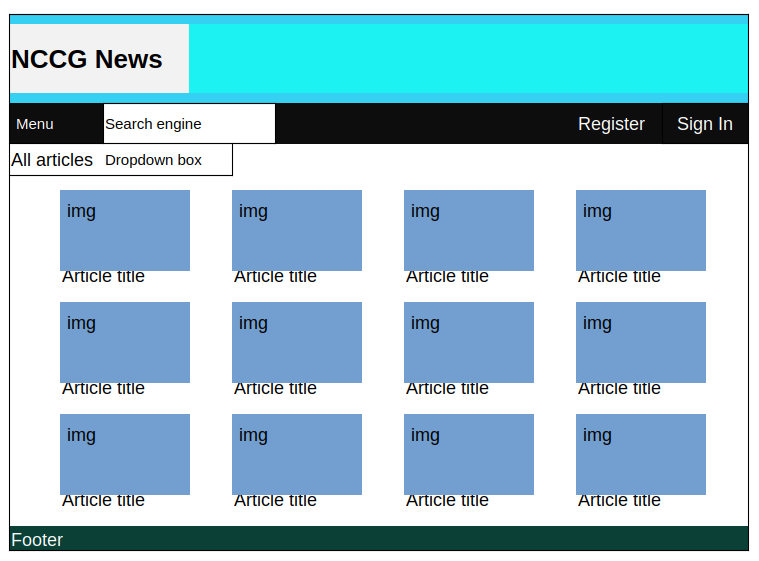 NCCG News
Menu Search engine Register Sign In
All articles Dropdown box
img img img img
Article title Article title Article title Article title
img img img img
Article title Article title Article title Article title
img img img img
Article title Article title Article title Article title
Footer